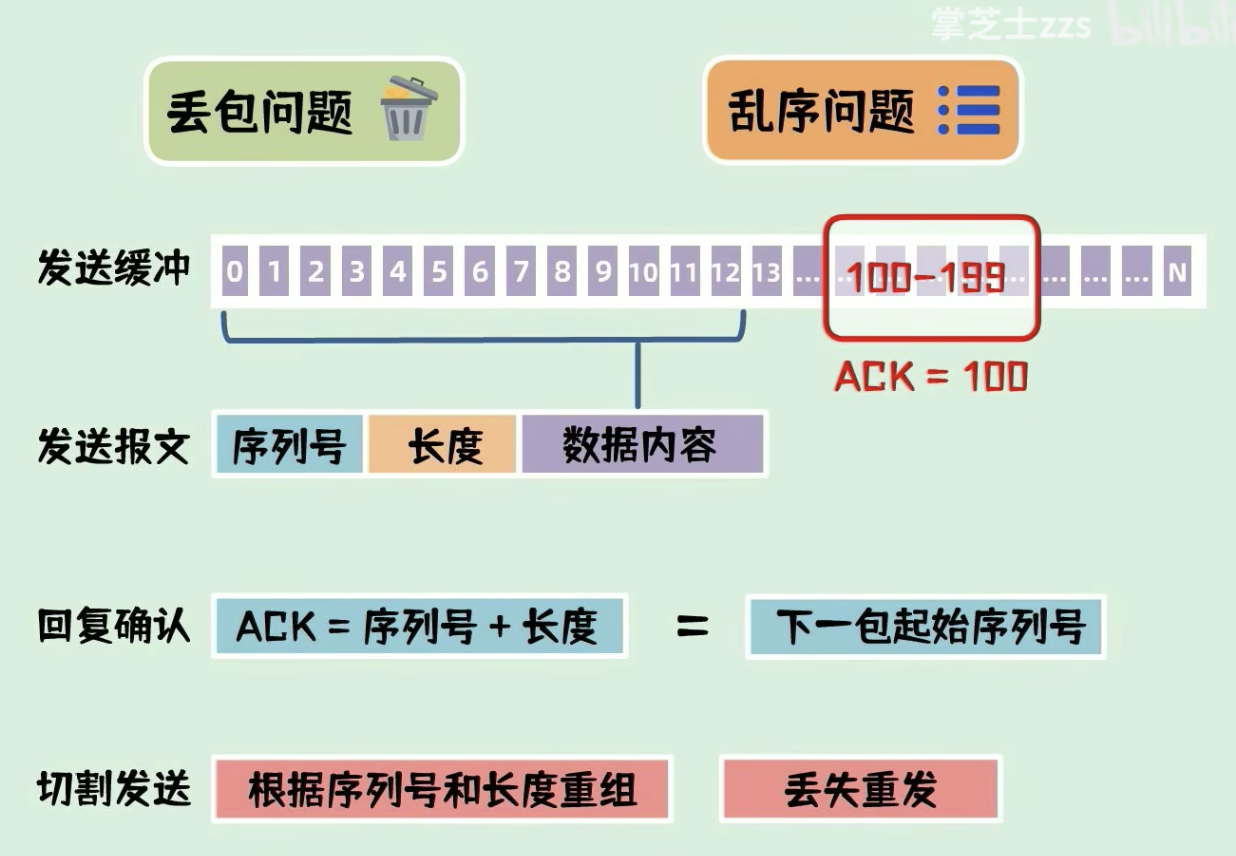 掌芝士zzs bilibili
丢包问题 乱序问题
发送缓冲 0 1 2 3 4 5 6 7 8 9 10 11 12 13 ... 100-199 ... ... ... N
ACK = 100
发送报文 序列号 长度 数据内容
回复确认 ACK = 序列号 + 长度 = 下一包起始序列号
切割发送 根据序列号和长度重组 丢失重发